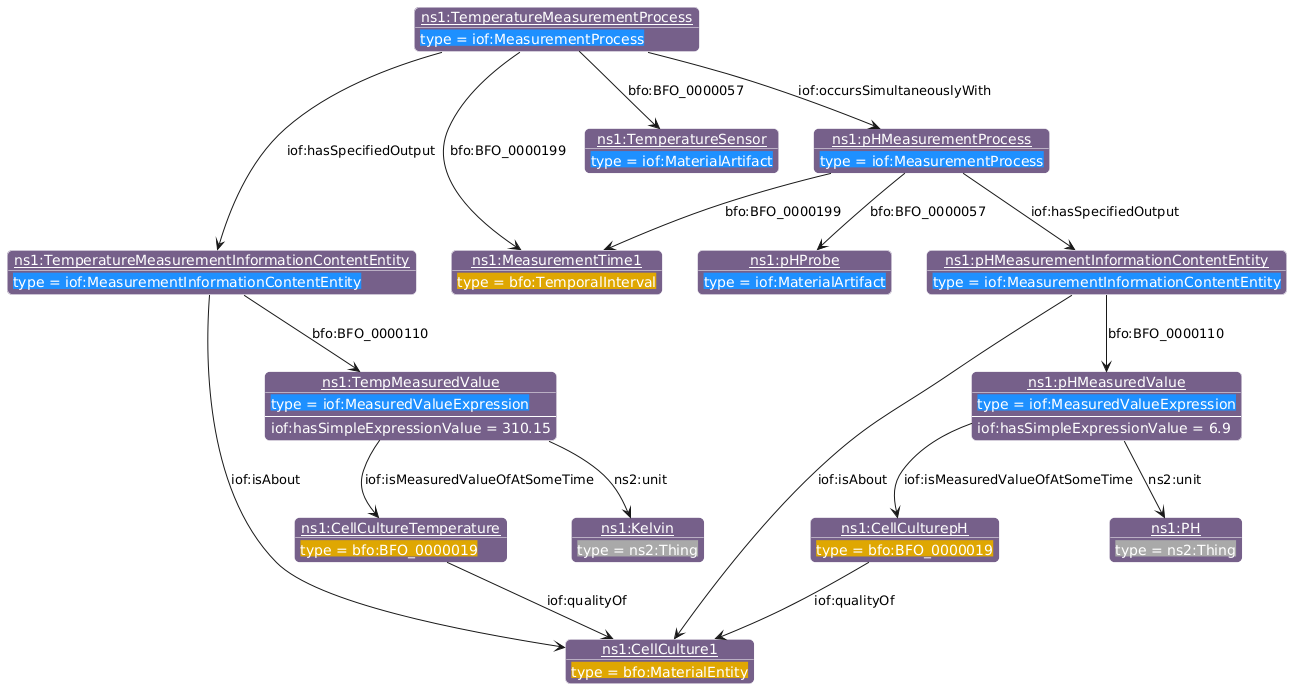 ns1:TemperatureMeasurementProcess
type = iof:MeasurementProcess
bfo:BFO_0000057
iof:occursSimultaneouslyWith
ns1:TemperatureSensor
type = iof:MaterialArtifact
ns1:pHMeasurementProcess
type = iof:MeasurementProcess
iof:hasSpecifiedOutput
bfo:BFO_0000199
bfo:BFO_0000199
bfo:BFO_0000057
iof:hasSpecifiedOutput
ns1:TemperatureMeasurementInformationContentEntity
type = iof:MeasurementInformationContentEntity
ns1:MeasurementTime1
type = bfo:TemporalInterval
ns1:pHProbe
type = iof:MaterialArtifact
ns1:pHMeasurementInformationContentEntity
type = iof:MeasurementInformationContentEntity
bfo:BFO_0000110
bfo:BFO_0000110
ns1:TempMeasuredValue
type = iof:MeasuredValueExpression
iof:hasSimpleExpressionValue = 310.15
ns1:pHMeasuredValue
type = iof:MeasuredValueExpression
iof:hasSimpleExpressionValue = 6.9
iof:isAbout
iof:isMeasuredValueOfAtSomeTime
ns2:unit
iof:isAbout
iof:isMeasuredValueOfAtSomeTime
ns2:unit
ns1:CellCultureTemperature
type = bfo:BFO_0000019
ns1:Kelvin
type = ns2:Thing
ns1:CellCulturepH
type = bfo:BFO_0000019
ns1:PH
type = ns2:Thing
iof:qualityOf
iof:qualityOf
ns1:CellCulture1
type = bfo:MaterialEntity